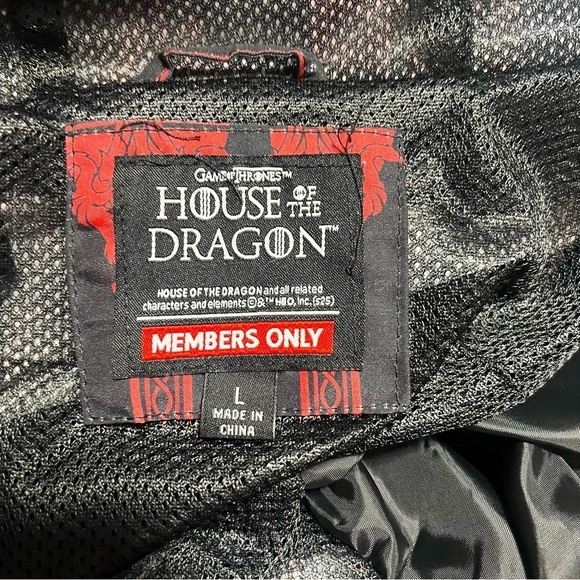 GAME OF THRONES™
HOUSE OF THE
DRAGON™
HOUSE OF THE DRAGON and all related
characters and elements ©&™ HBO, Inc. (s25)
MEMBERS ONLY
L
MADE IN
CHINA